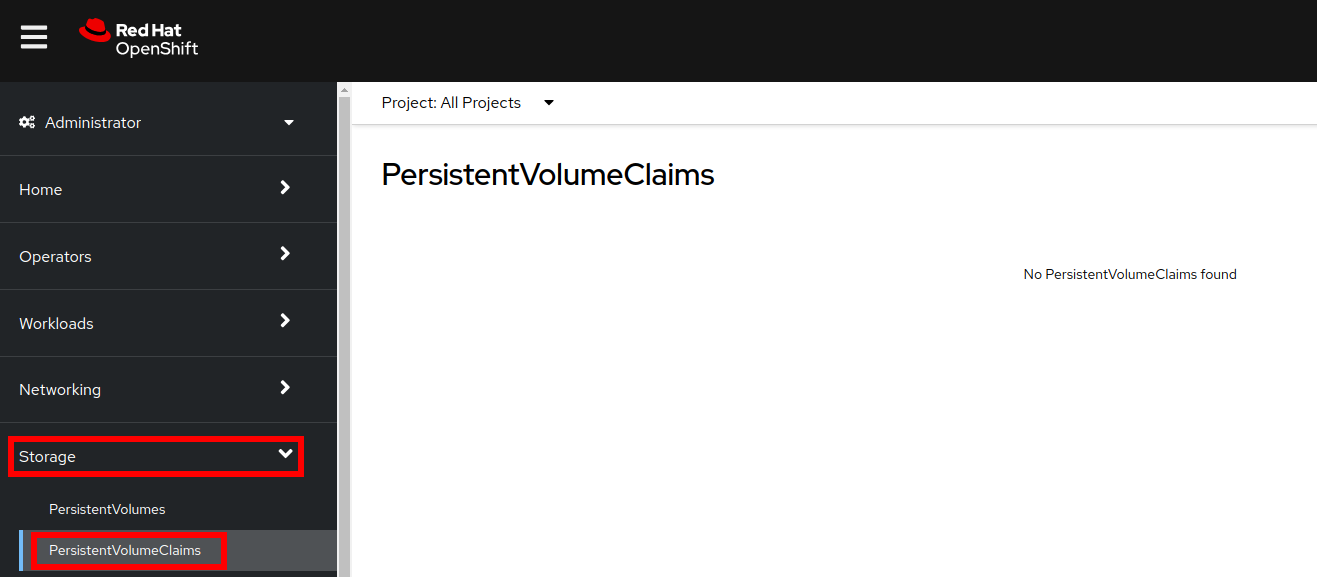 Red Hat
OpenShift
Administrator
Home
Operators
Workloads
Networking
Storage
PersistentVolumes
PersistentVolumeClaims
Project: All Projects
PersistentVolumeClaims
No PersistentVolumeClaims found